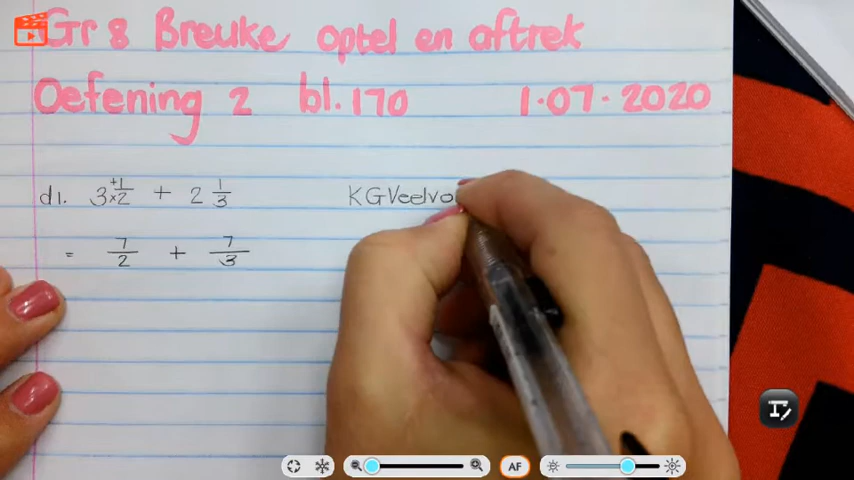 Gr 8 Breuke optel en aftrek
Oefening 2 bl. 170 1.07.2020
d1. 3 +1/×2 + 2 1/3 KGVeelvo
= 7/2 + 7/3
AF